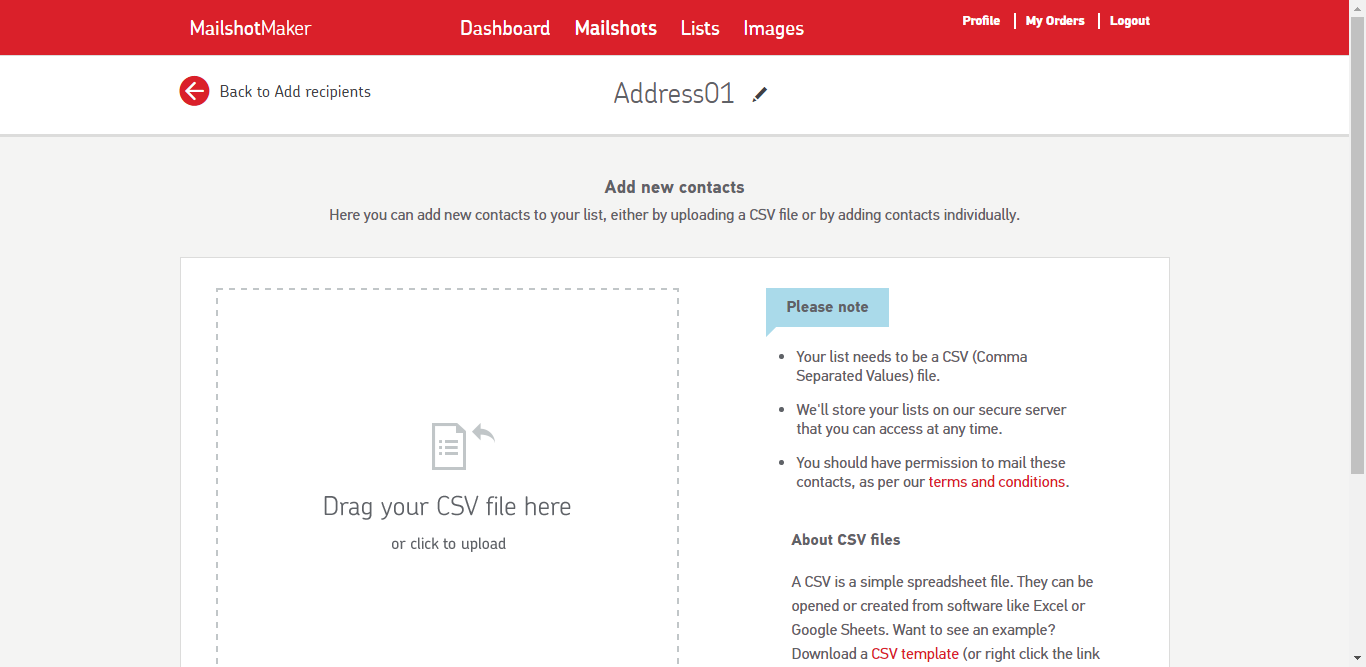 MailshotMaker
Dashboard Mailshots Lists Images
Profile My Orders Logout
Back to Add recipients
Address01
Add new contacts
Here you can add new contacts to your list, either by uploading a CSV file or by adding contacts individually.
Drag your CSV file here
or click to upload
Please note
Your list needs to be a CSV (Comma
Separated Values) file.
We'll store your lists on our secure server
that you can access at any time.
You should have permission to mail these
contacts, as per our terms and conditions.
About CSV files
A CSV is a simple spreadsheet file. They can be
opened or created from software like Excel or
Google Sheets. Want to see an example?
Download a CSV template (or right click the link